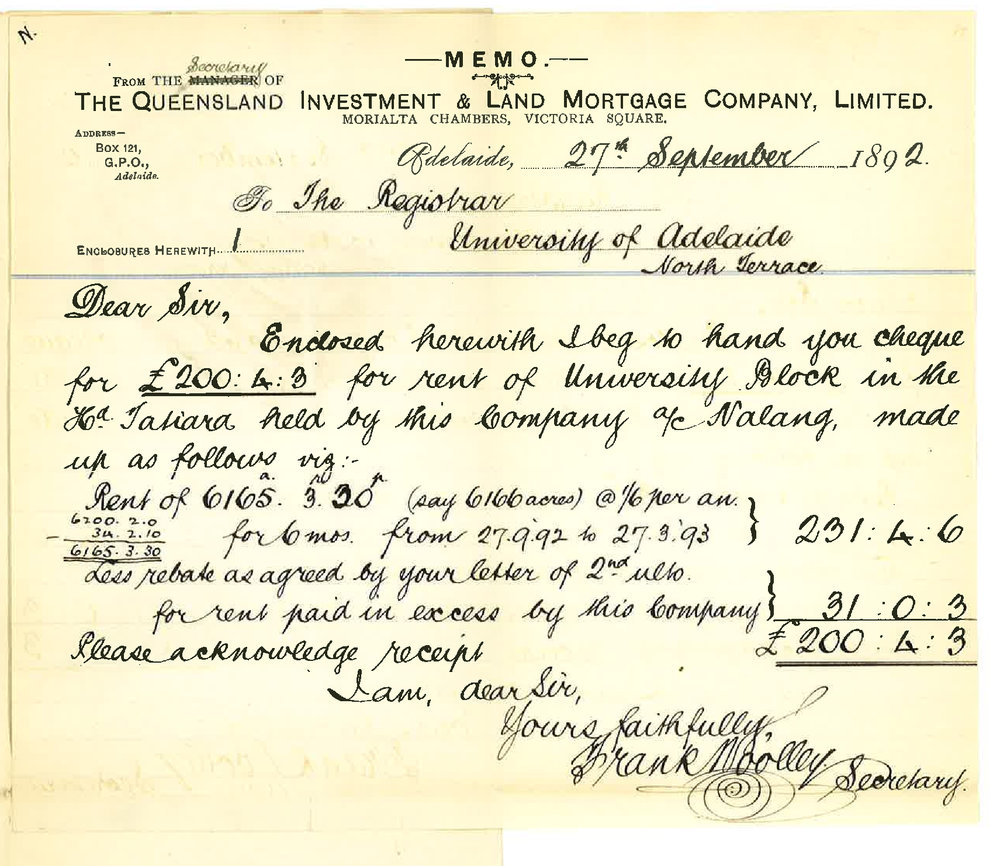 N.
—MEMO.—
Secretary
FROM THE MANAGER OF
THE QUEENSLAND INVESTMENT & LAND MORTGAGE COMPANY, LIMITED.
MORIALTA CHAMBERS, VICTORIA SQUARE.
ADDRESS—
BOX 121,
G.P.O.,
Adelaide.
Adelaide, 27th September 1892.
To The Registrar
ENCLOSURES HEREWITH 1
University of Adelaide
North Terrace.
Dear Sir,
Enclosed herewith I beg to hand you cheque
for £200:4:3 for rent of University Block in the
Hd. Tatiara held by this Company a/c Nalang, made
up as follows viz:-
Rent of 6165a. 3r. 30p (say 6166 acres) @ 1/6 per an.
6200. 2.0
- 34. 2.10
6165. 3. 30
for 6 mos. from 27.9.92 to 27.3.93 } 231:4:6
Less rebate as agreed by your letter of 2nd ulto.
for rent paid in excess by this Company } 31:0:3
£200:4:3
Please acknowledge receipt
I am, dear Sir,
Yours faithfully,
Frank Woolley
Secretary.